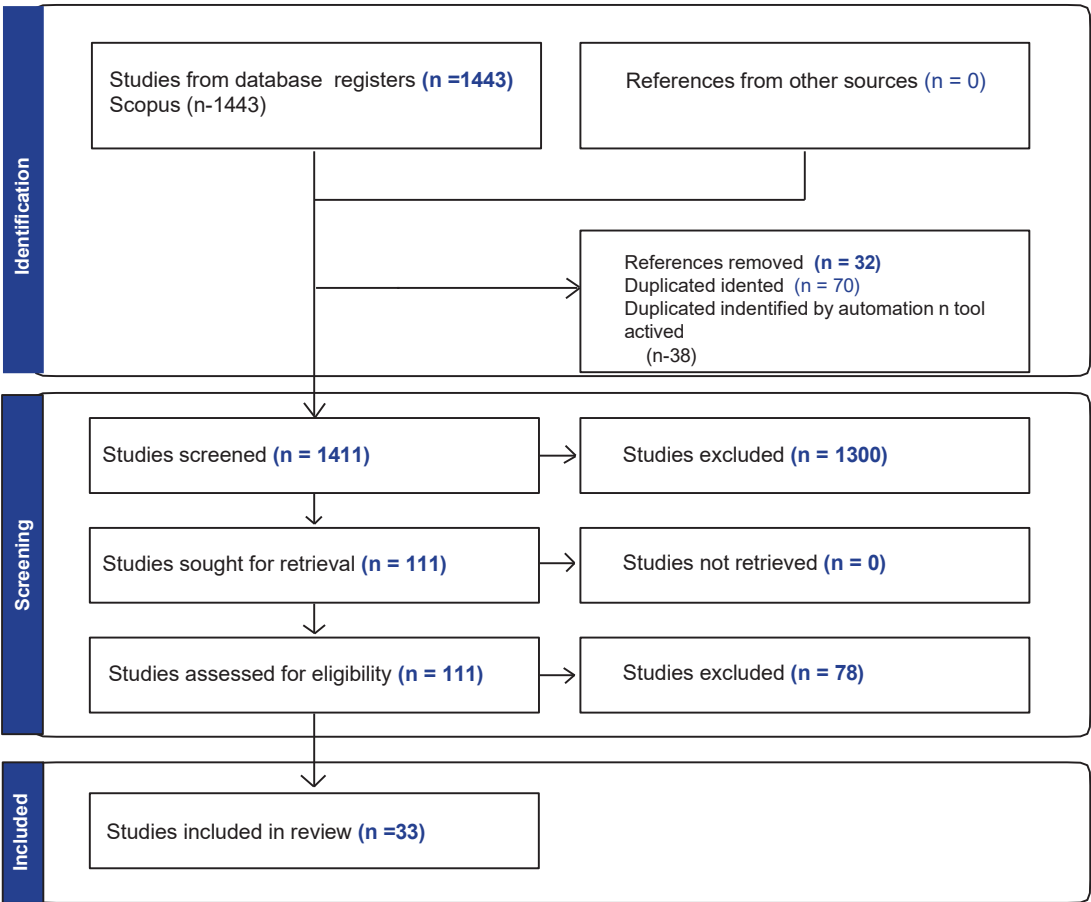 Identification
Studies from database registers (n =1443)
Scopus (n-1443)
References from other sources (n = 0)
References removed (n = 32)
Duplicated idented (n = 70)
Duplicated indentified by automation n tool
actived
(n-38)
Screening
Studies screened (n = 1411)
Studies excluded (n = 1300)
Studies sought for retrieval (n = 111)
Studies not retrieved (n = 0)
Studies assessed for eligibility (n = 111)
Studies excluded (n = 78)
Included
Studies included in review (n =33)